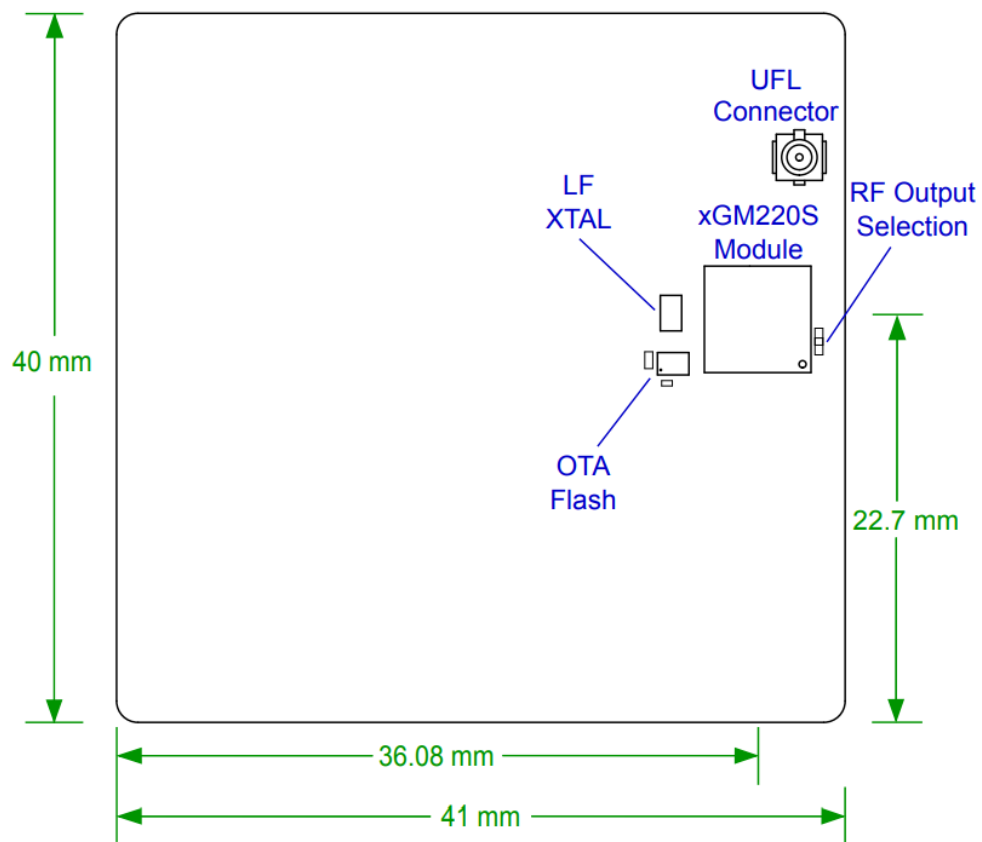 UFL
Connector
LF
XTAL
xGM220S
Module
RF Output
Selection
40 mm
OTA
Flash
22.7 mm
36.08 mm
41 mm